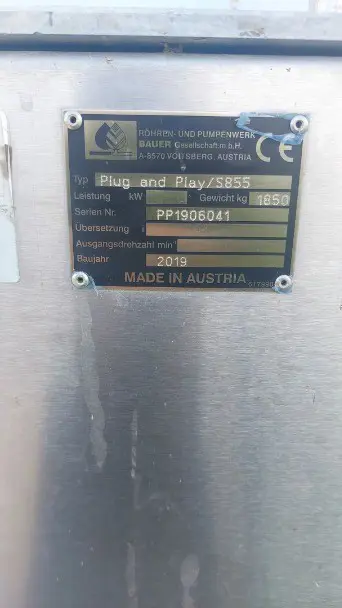 RÖHREN- UND PUMPENWERK
BAUER Gesellschaft m.b.H.
A-8570 VOITSBERG, AUSTRIA
CE
Typ Plug and Play/S855
Leistung kW Gewicht kg 1850
Serien Nr. PP1906041
Übersetzung
Ausgangsdrehzahl min⁻¹
Baujahr 2019
MADE IN AUSTRIA